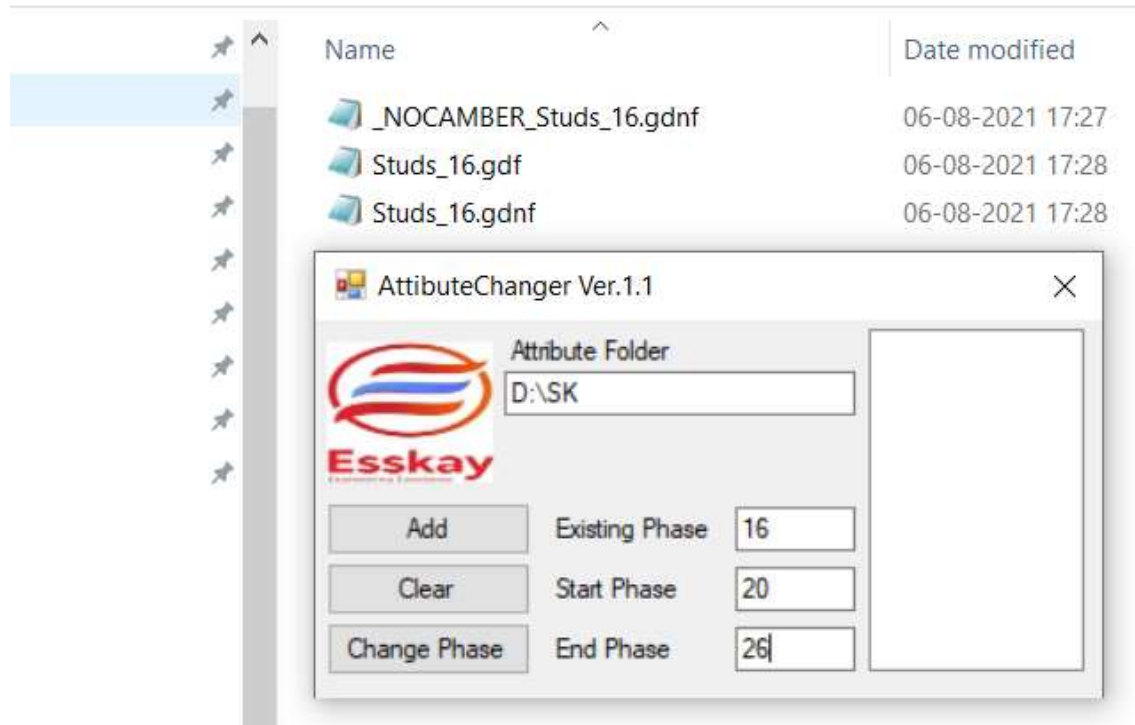 Name Date modified
_NOCAMBER_Studs_16.gdnf 06-08-2021 17:27
Studs_16.gdf 06-08-2021 17:28
Studs_16.gdnf 06-08-2021 17:28
AttibuteChanger Ver.1.1
Attribute Folder
D:\SK
Esskay
Add Existing Phase 16
Clear Start Phase 20
Change Phase End Phase 26